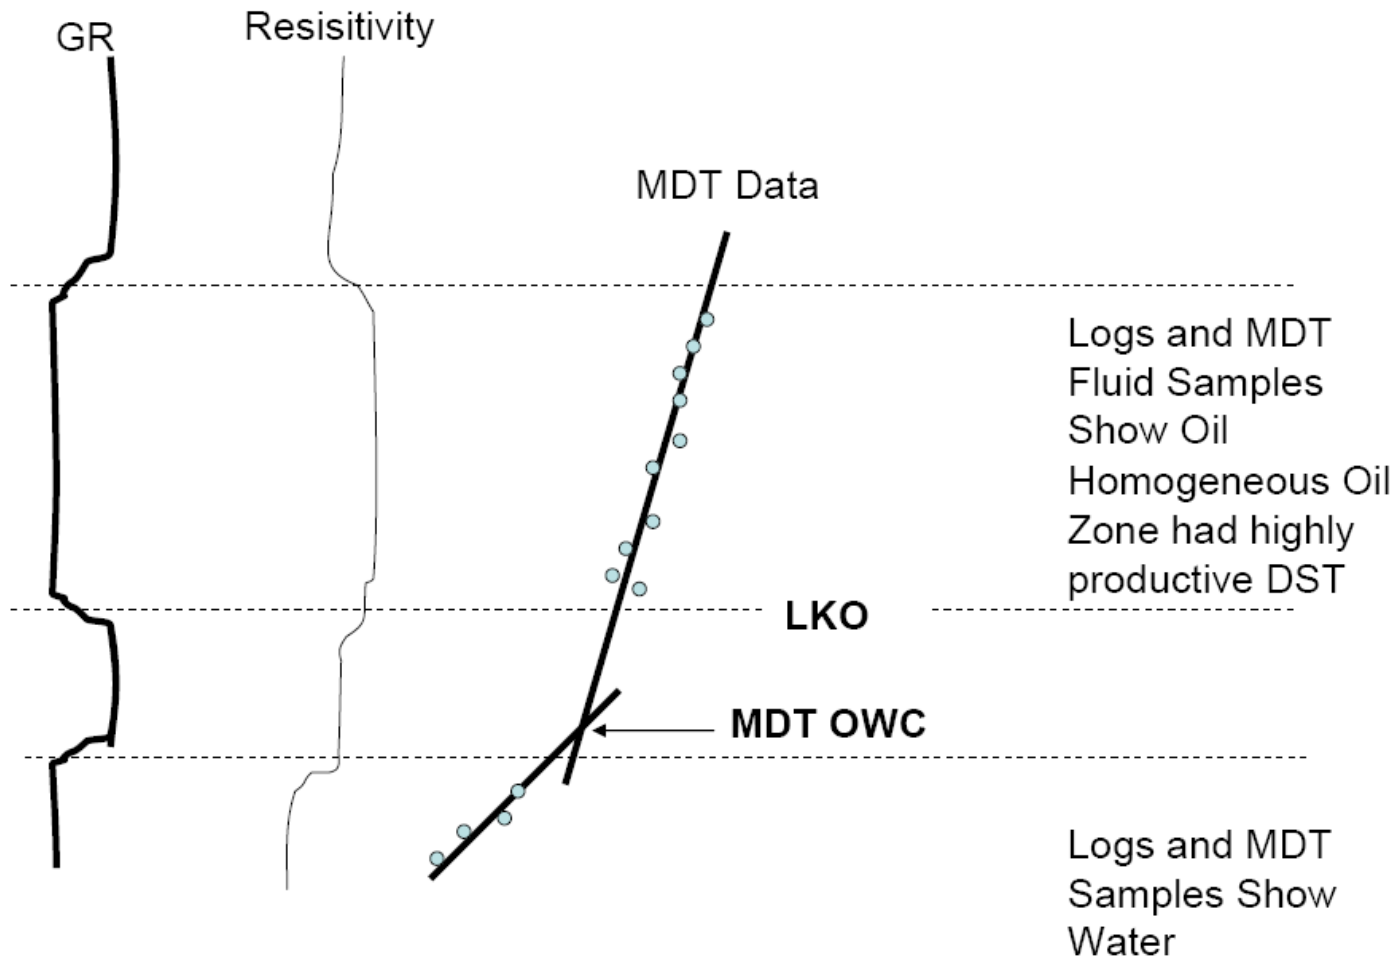 GR
Resisitivity
MDT Data
Logs and MDT
Fluid Samples
Show Oil
Homogeneous Oil
Zone had highly
productive DST
LKO
MDT OWC
Logs and MDT
Samples Show
Water